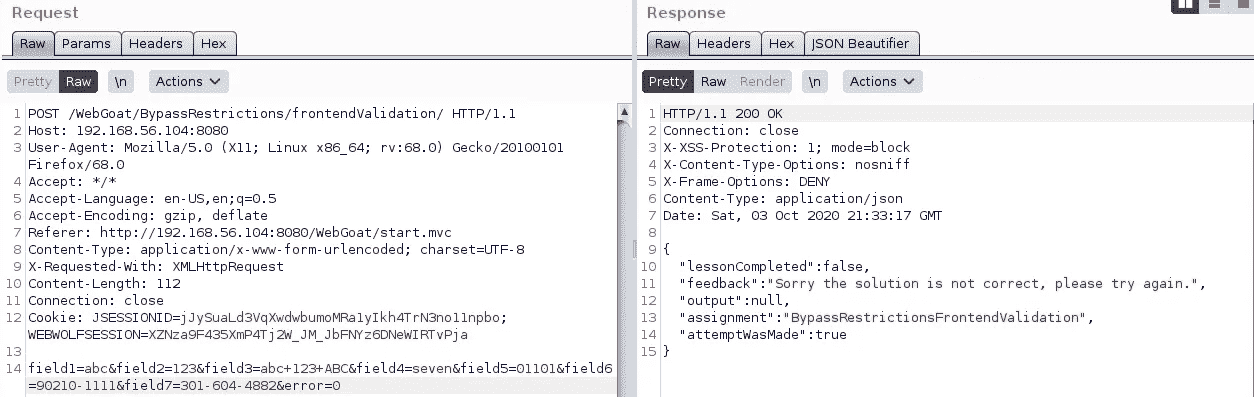 Request
Raw Params Headers Hex
Pretty Raw \n Actions
1 POST /WebGoat/BypassRestrictions/frontendValidation/ HTTP/1.1
2 Host: 192.168.56.104:8080
3 User-Agent: Mozilla/5.0 (X11; Linux x86_64; rv:68.0) Gecko/20100101
Firefox/68.0
4 Accept: */*
5 Accept-Language: en-US,en;q=0.5
6 Accept-Encoding: gzip, deflate
7 Referer: http://192.168.56.104:8080/WebGoat/start.mvc
8 Content-Type: application/x-www-form-urlencoded; charset=UTF-8
9 X-Requested-With: XMLHttpRequest
10 Content-Length: 112
11 Connection: close
12 Cookie: JSESSIONID=jJySuaLd3VqXwdwbumoMRa1yIkh4TrN3no11npbo;
WEBWOLFSESSION=XZNza9F435XmP4Tj2W_JM_JbFNYz6DNeWIRTvPja
13
14 field1=abc&field2=123&field3=abc+123+ABC&field4=seven&field5=01101&field6
=90210-1111&field7=301-604-4882&error=0
Response
Raw Headers Hex JSON Beautifier
Pretty Raw Render \n Actions
1 HTTP/1.1 200 OK
2 Connection: close
3 X-XSS-Protection: 1; mode=block
4 X-Content-Type-Options: nosniff
5 X-Frame-Options: DENY
6 Content-Type: application/json
7 Date: Sat, 03 Oct 2020 21:33:17 GMT
8
9 {
10 "lessonCompleted":false,
11 "feedback":"Sorry the solution is not correct, please try again.",
12 "output":null,
13 "assignment":"BypassRestrictionsFrontendValidation",
14 "attemptWasMade":true
15 }